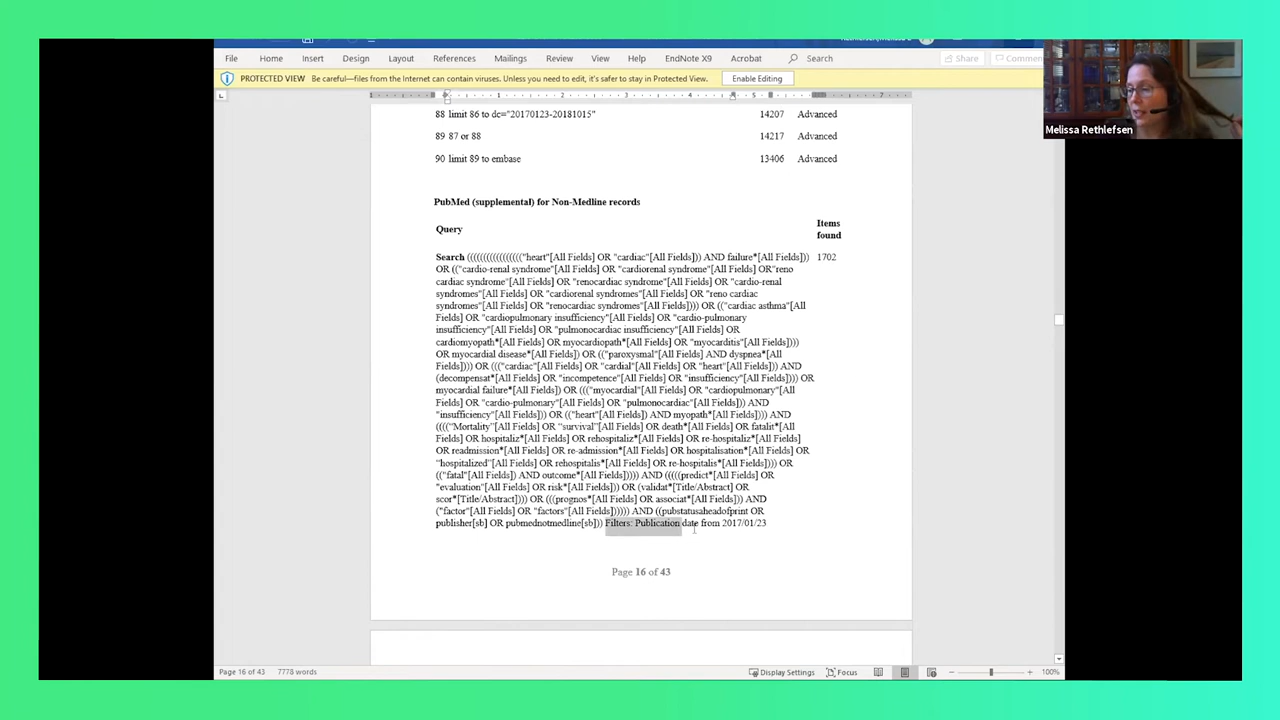 File Home Insert Design Layout References Mailings Review View Help EndNote X9 Acrobat Search Share Comments
PROTECTED VIEW Be careful—files from the Internet can contain viruses. Unless you need to edit, it's safer to stay in Protected View. Enable Editing
Melissa Rethlefsen
88 limit 86 to dc="20170123-20181015" 14207 Advanced
89 87 or 88 14217 Advanced
90 limit 89 to embase 13406 Advanced
PubMed (supplemental) for Non-Medline records
Query Items found
Search (((((((((((((((((("heart"[All Fields] OR "cardiac"[All Fields])) AND failure*[All Fields])) 1702
OR (("cardio-renal syndrome"[All Fields] OR "cardiorenal syndrome"[All Fields] OR"reno
cardiac syndrome"[All Fields] OR "renocardiac syndrome"[All Fields] OR "cardio-renal
syndromes"[All Fields] OR "cardiorenal syndromes"[All Fields] OR "reno cardiac
syndromes"[All Fields] OR "renocardiac syndromes"[All Fields]))) OR (("cardiac asthma"[All
Fields] OR "cardiopulmonary insufficiency"[All Fields] OR "cardio-pulmonary
insufficiency"[All Fields] OR "pulmonocardiac insufficiency"[All Fields] OR
cardiomyopath*[All Fields] OR myocardiopath*[All Fields] OR "myocarditis"[All Fields])))
OR myocardial disease*[All Fields]) OR (("paroxysmal"[All Fields] AND dyspnea*[All
Fields]))) OR ((("cardiac"[All Fields] OR "cardial"[All Fields] OR "heart"[All Fields])) AND
(decompensat*[All Fields] OR "incompetence"[All Fields] OR "insufficiency"[All Fields]))) OR
myocardial failure*[All Fields]) OR ((("myocardial"[All Fields] OR "cardiopulmonary"[All
Fields] OR "cardio-pulmonary"[All Fields] OR "pulmonocardiac"[All Fields])) AND
"insufficiency"[All Fields])) OR (("heart"[All Fields]) AND myopath*[All Fields]))) AND
(((("Mortality"[All Fields] OR "survival"[All Fields] OR death*[All Fields] OR fatalit*[All
Fields] OR hospitaliz*[All Fields] OR rehospitaliz*[All Fields] OR re-hospitaliz*[All Fields]
OR readmission*[All Fields] OR re-admission*[All Fields] OR hospitalisation*[All Fields] OR
"hospitalized"[All Fields] OR rehospitalis*[All Fields] OR re-hospitalis*[All Fields]))) OR
(("fatal"[All Fields]) AND outcome*[All Fields])))) AND (((((predict*[All Fields] OR
"evaluation"[All Fields] OR risk*[All Fields])) OR (validat*[Title/Abstract] OR
scor*[Title/Abstract]))) OR (((prognos*[All Fields] OR associat*[All Fields])) AND
("factor"[All Fields] OR "factors"[All Fields]))))) AND ((pubstatusaheadofprint OR
publisher[sb] OR pubmednotmedline[sb])) Filters: Publication date from 2017/01/23
Page 16 of 43
Page 16 of 43 7778 words Display Settings Focus 100%